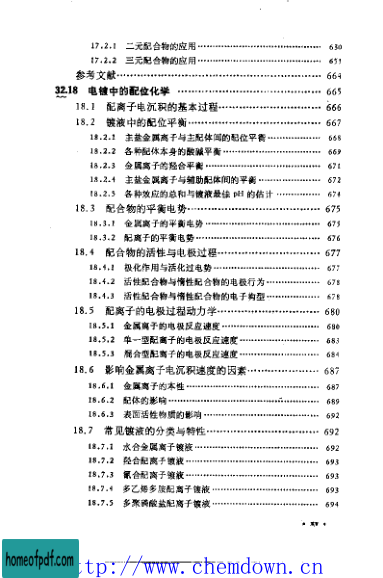 17.2.1 二元配合物的应用 630
17.2.2 三元配合物的应用 651
参考文献 664
32.18 电镀中的配位化学 665
18.1 配离子电沉积的基本过程 666
18.2 镀液中的配位平衡 667
18.2.1 主盐金属离子与主配体间的配位平衡 668
18.2.2 各种配体本身的酸碱平衡 669
18.2.3 金属离子的羟合平衡 671
18.2.4 主盐金属离子与辅助配体间的平衡 672
18.2.5 各种效应的总和与镀液最佳 pH 的估计 674
18.3 配合物的平衡电势 675
18.3.1 金属离子的平衡电势 675
18.3.2 配离子的平衡电势 676
18.4 配合物的活性与电极过程 677
18.4.1 极化作用与活化过电势 677
18.4.2 活性配合物与惰性配合物的电极行为 678
18.4.3 活性配合物与惰性配合物的电子构型 678
18.5 配离子的电极过程动力学 680
18.5.1 金属离子的电极反应速度 680
18.5.2 单一型配离子的电极反应速度 683
18.5.3 混合型配离子的电极反应速度 684
18.6 影响金属离子电沉积速度的因素 687
18.6.1 金属离子的本性 687
18.6.2 配体的影响 689
18.6.3 表面活性物质的影响 692
18.7 常见镀液的分类与特性 692
18.7.1 水合金属离子镀液 692
18.7.2 羟合配离子镀液 693
18.7.3 氰合配离子镀液 693
18.7.4 多乙烯多胺配离子镀液 693
18.7.5 多聚磷酸盐配离子镀液 694
homeofpdf.com
tp://www.chemdown.cn